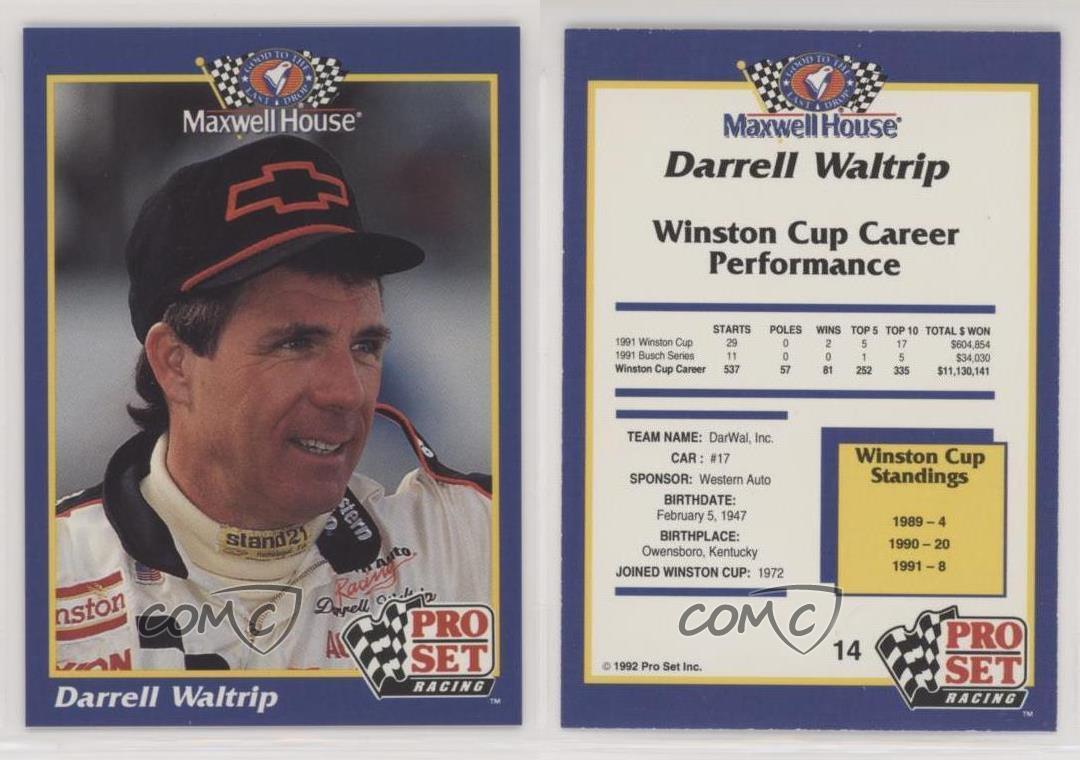 GOOD TO THE
LAST DROP
Maxwell House®
stand21
stern
Auto
Racing
Darrell Waltrip
nston
COMC
PRO
SET
RACING
™
Darrell Waltrip
GOOD TO THE
LAST DROP
Maxwell House®
Darrell Waltrip
Winston Cup Career
Performance
STARTS POLES WINS TOP 5 TOP 10 TOTAL $ WON
1991 Winston Cup 29 0 2 5 17 $604,854
1991 Busch Series 11 0 0 1 5 $34,030
Winston Cup Career 537 57 81 252 335 $11,130,141
TEAM NAME: DarWal, Inc.
CAR : #17
SPONSOR: Western Auto
BIRTHDATE:
February 5, 1947
BIRTHPLACE:
Owensboro, Kentucky
JOINED WINSTON CUP: 1972
Winston Cup
Standings
1989 – 4
1990 – 20
1991 – 8
COMC
14
© 1992 Pro Set Inc.
PRO
SET
RACING
™